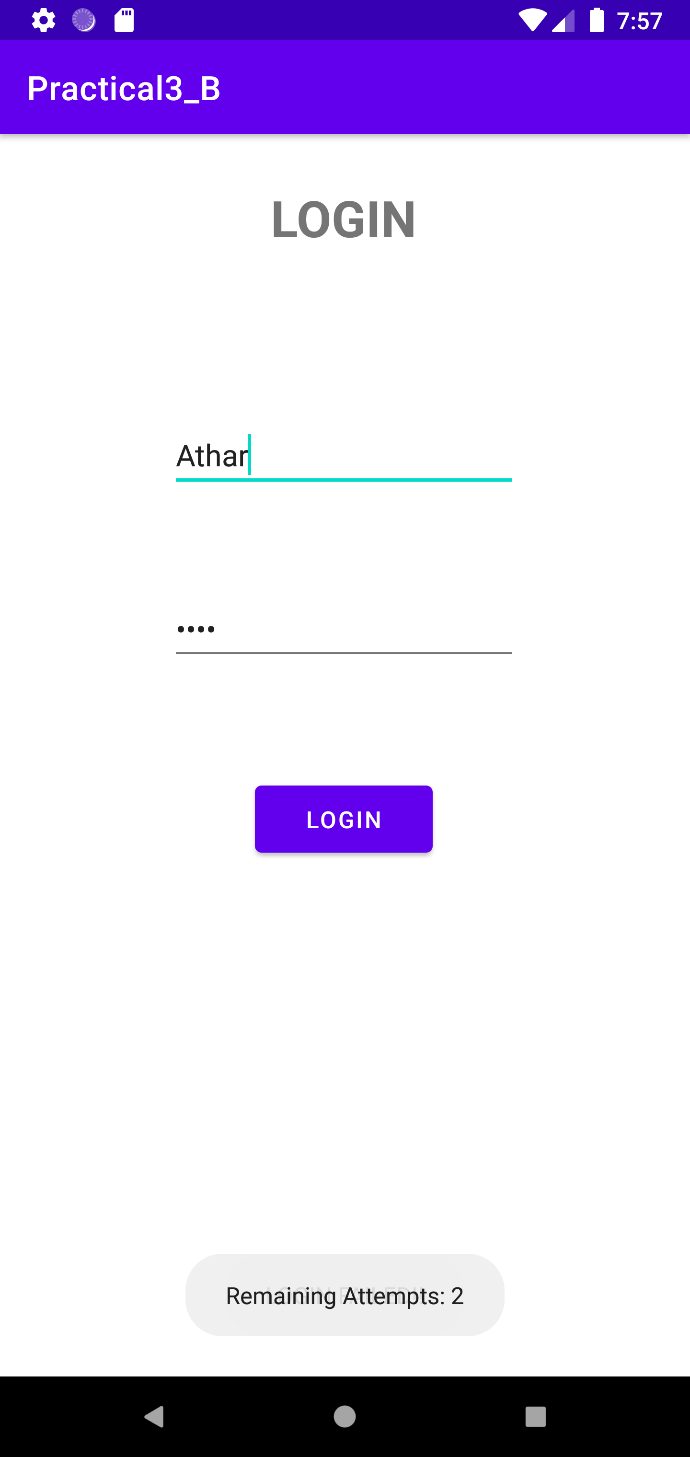 7:57
Practical3_B
LOGIN
Athar
••••
LOGIN
Remaining Attempts: 2